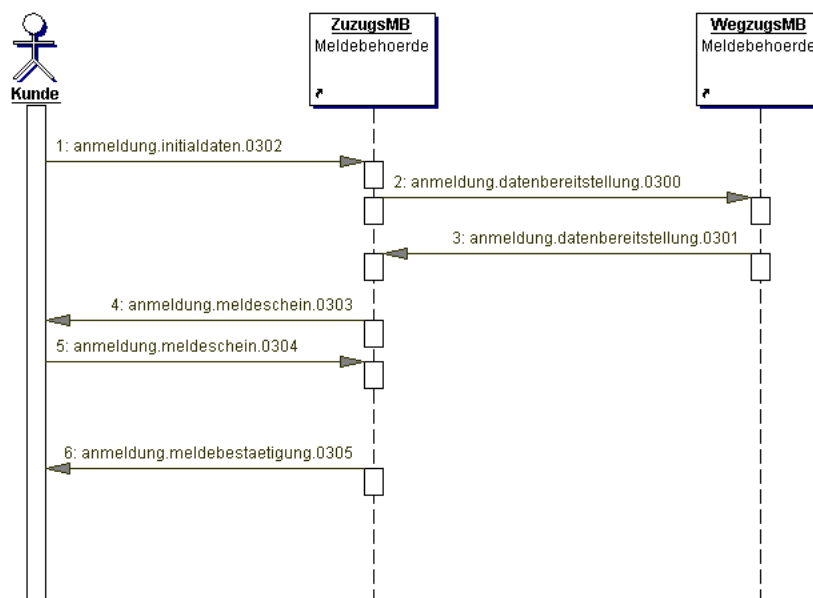 Kunde
ZuzugsMB
Meldebehoerde
WegzugsMB
Meldebehoerde
1: anmeldung.initialdaten.0302
2: anmeldung.datenbereitstellung.0300
3: anmeldung.datenbereitstellung.0301
4: anmeldung.meldeschein.0303
5: anmeldung.meldeschein.0304
6: anmeldung.meldebestaetigung.0305